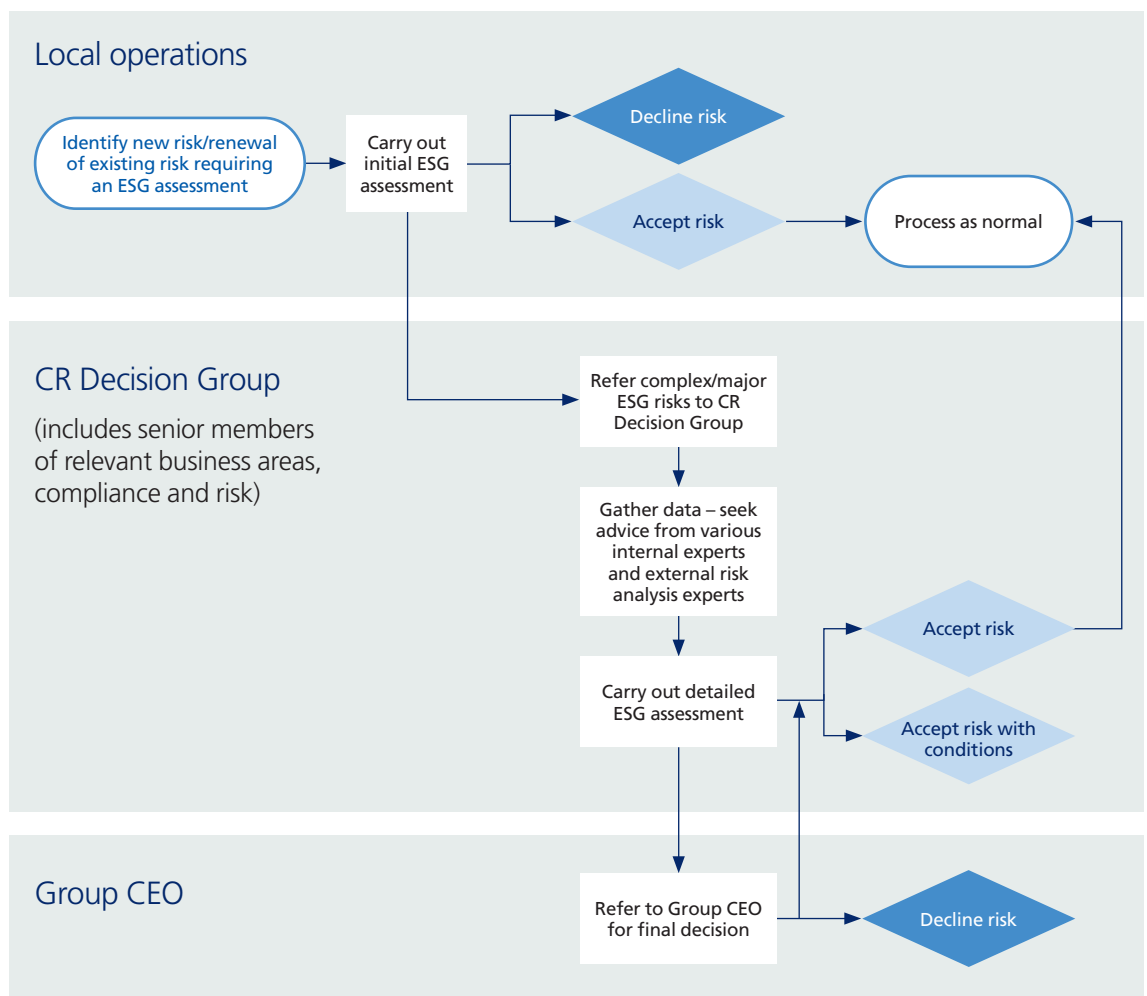 Local operations
Identify new risk/renewal
of existing risk requiring
an ESG assessment
Carry out
initial ESG
assessment
Decline risk
Accept risk
Process as normal
CR Decision Group
(includes senior members
of relevant business areas,
compliance and risk)
Refer complex/major
ESG risks to CR
Decision Group
Gather data – seek
advice from various
internal experts
and external risk
analysis experts
Carry out detailed
ESG assessment
Accept risk
Accept risk with
conditions
Group CEO
Refer to Group CEO
for final decision
Decline risk